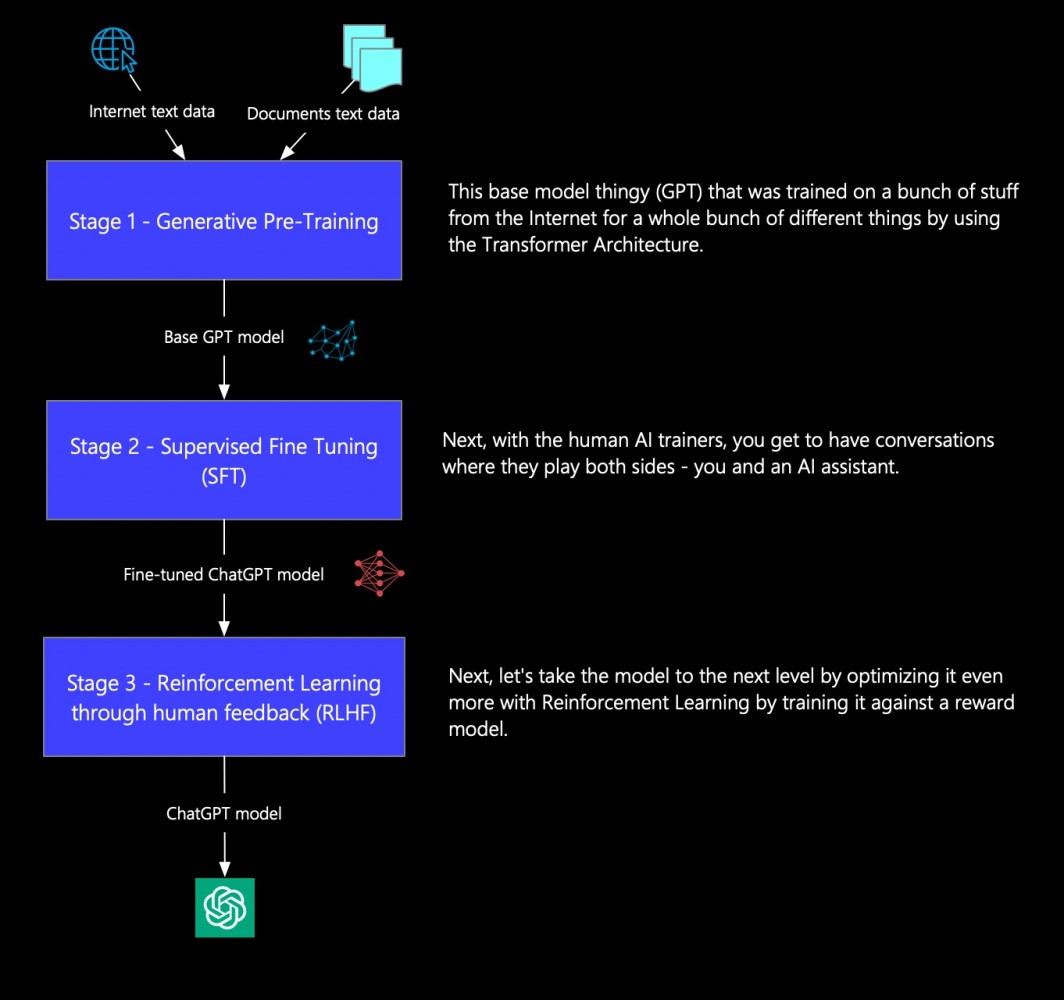 Internet text data
Documents text data
Stage 1 - Generative Pre-Training
This base model thingy (GPT) that was trained on a bunch of stuff
from the Internet for a whole bunch of different things by using
the Transformer Architecture.
Base GPT model
Stage 2 - Supervised Fine Tuning
(SFT)
Next, with the human AI trainers, you get to have conversations
where they play both sides - you and an AI assistant.
Fine-tuned ChatGPT model
Stage 3 - Reinforcement Learning
through human feedback (RLHF)
Next, let's take the model to the next level by optimizing it even
more with Reinforcement Learning by training it against a reward
model.
ChatGPT model